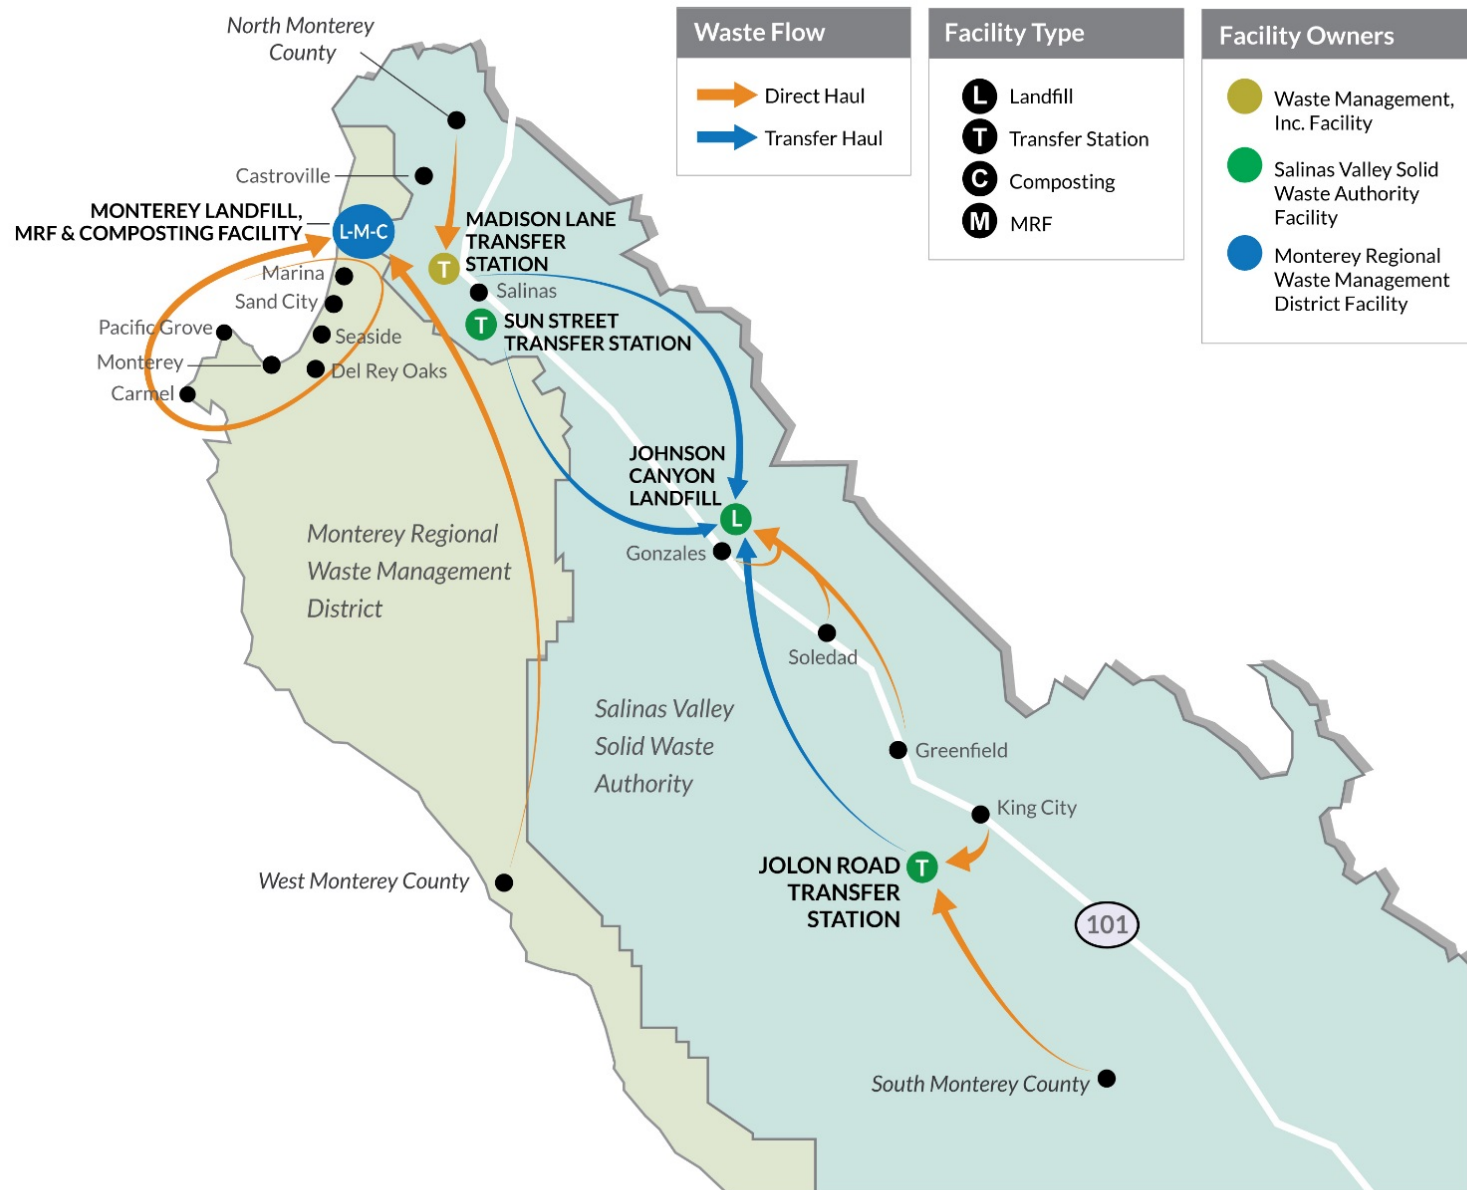 North Monterey
County
Waste Flow
Direct Haul
Transfer Haul
Facility Type
L Landfill
T Transfer Station
C Composting
M MRF
Facility Owners
Waste Management,
Inc. Facility
Salinas Valley Solid
Waste Authority
Facility
Monterey Regional
Waste Management
District Facility
Castroville
MONTEREY LANDFILL,
MRF & COMPOSTING FACILITY
L-M-C
MADISON LANE
TRANSFER
STATION
T
Marina
Salinas
Sand City
T
SUN STREET
TRANSFER STATION
Pacific Grove
Seaside
Monterey
Del Rey Oaks
Carmel
JOHNSON
CANYON
LANDFILL
L
Gonzales
Monterey Regional
Waste Management
District
Soledad
Salinas Valley
Solid Waste
Authority
Greenfield
King City
JOLON ROAD
TRANSFER
STATION
T
West Monterey County
101
South Monterey County